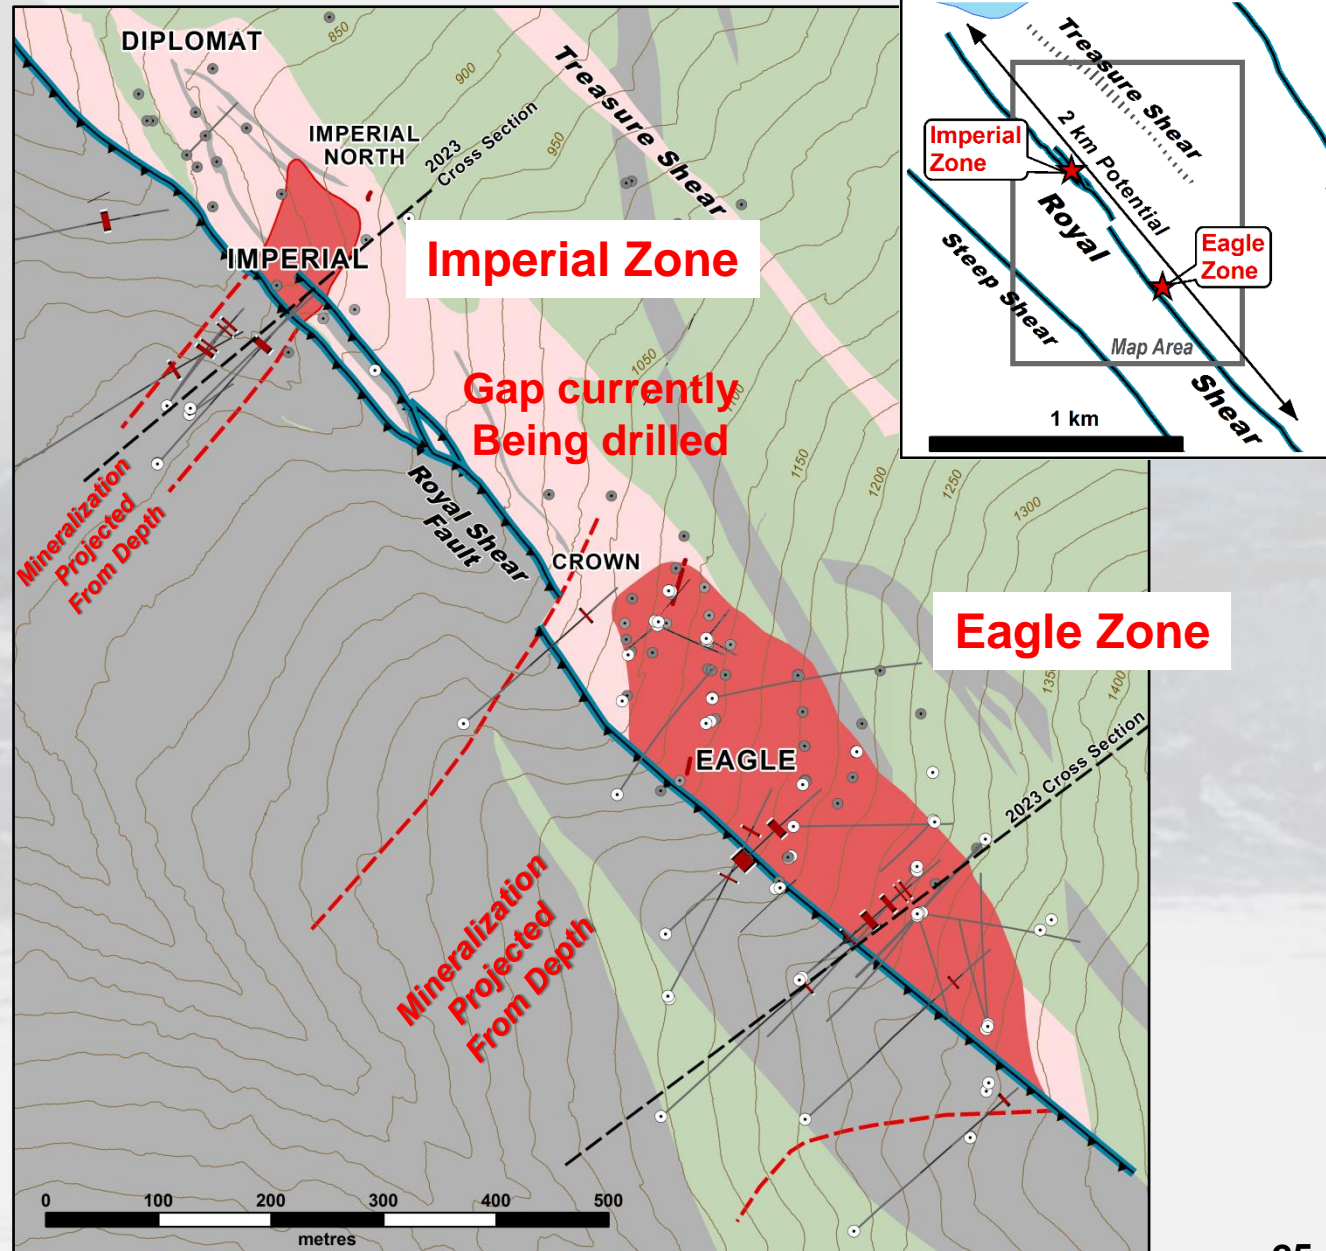 DIPLOMAT
850
900
950
IMPERIAL
NORTH
2023
Cross Section
Treasure Shear
IMPERIAL
Imperial Zone
Gap currently
Being drilled
1050
1100
1150
1200
1250
1300
1350
1400
Mineralization
Projected
From Depth
Royal Shear
Fault
CROWN
Eagle Zone
EAGLE
2023 Cross Section
Mineralization
Projected
From Depth
0 100 200 300 400 500
metres
Treasure Shear
2 km Potential
Imperial
Zone
Royal
Shear
Eagle
Zone
Steep Shear
Map Area
1 km